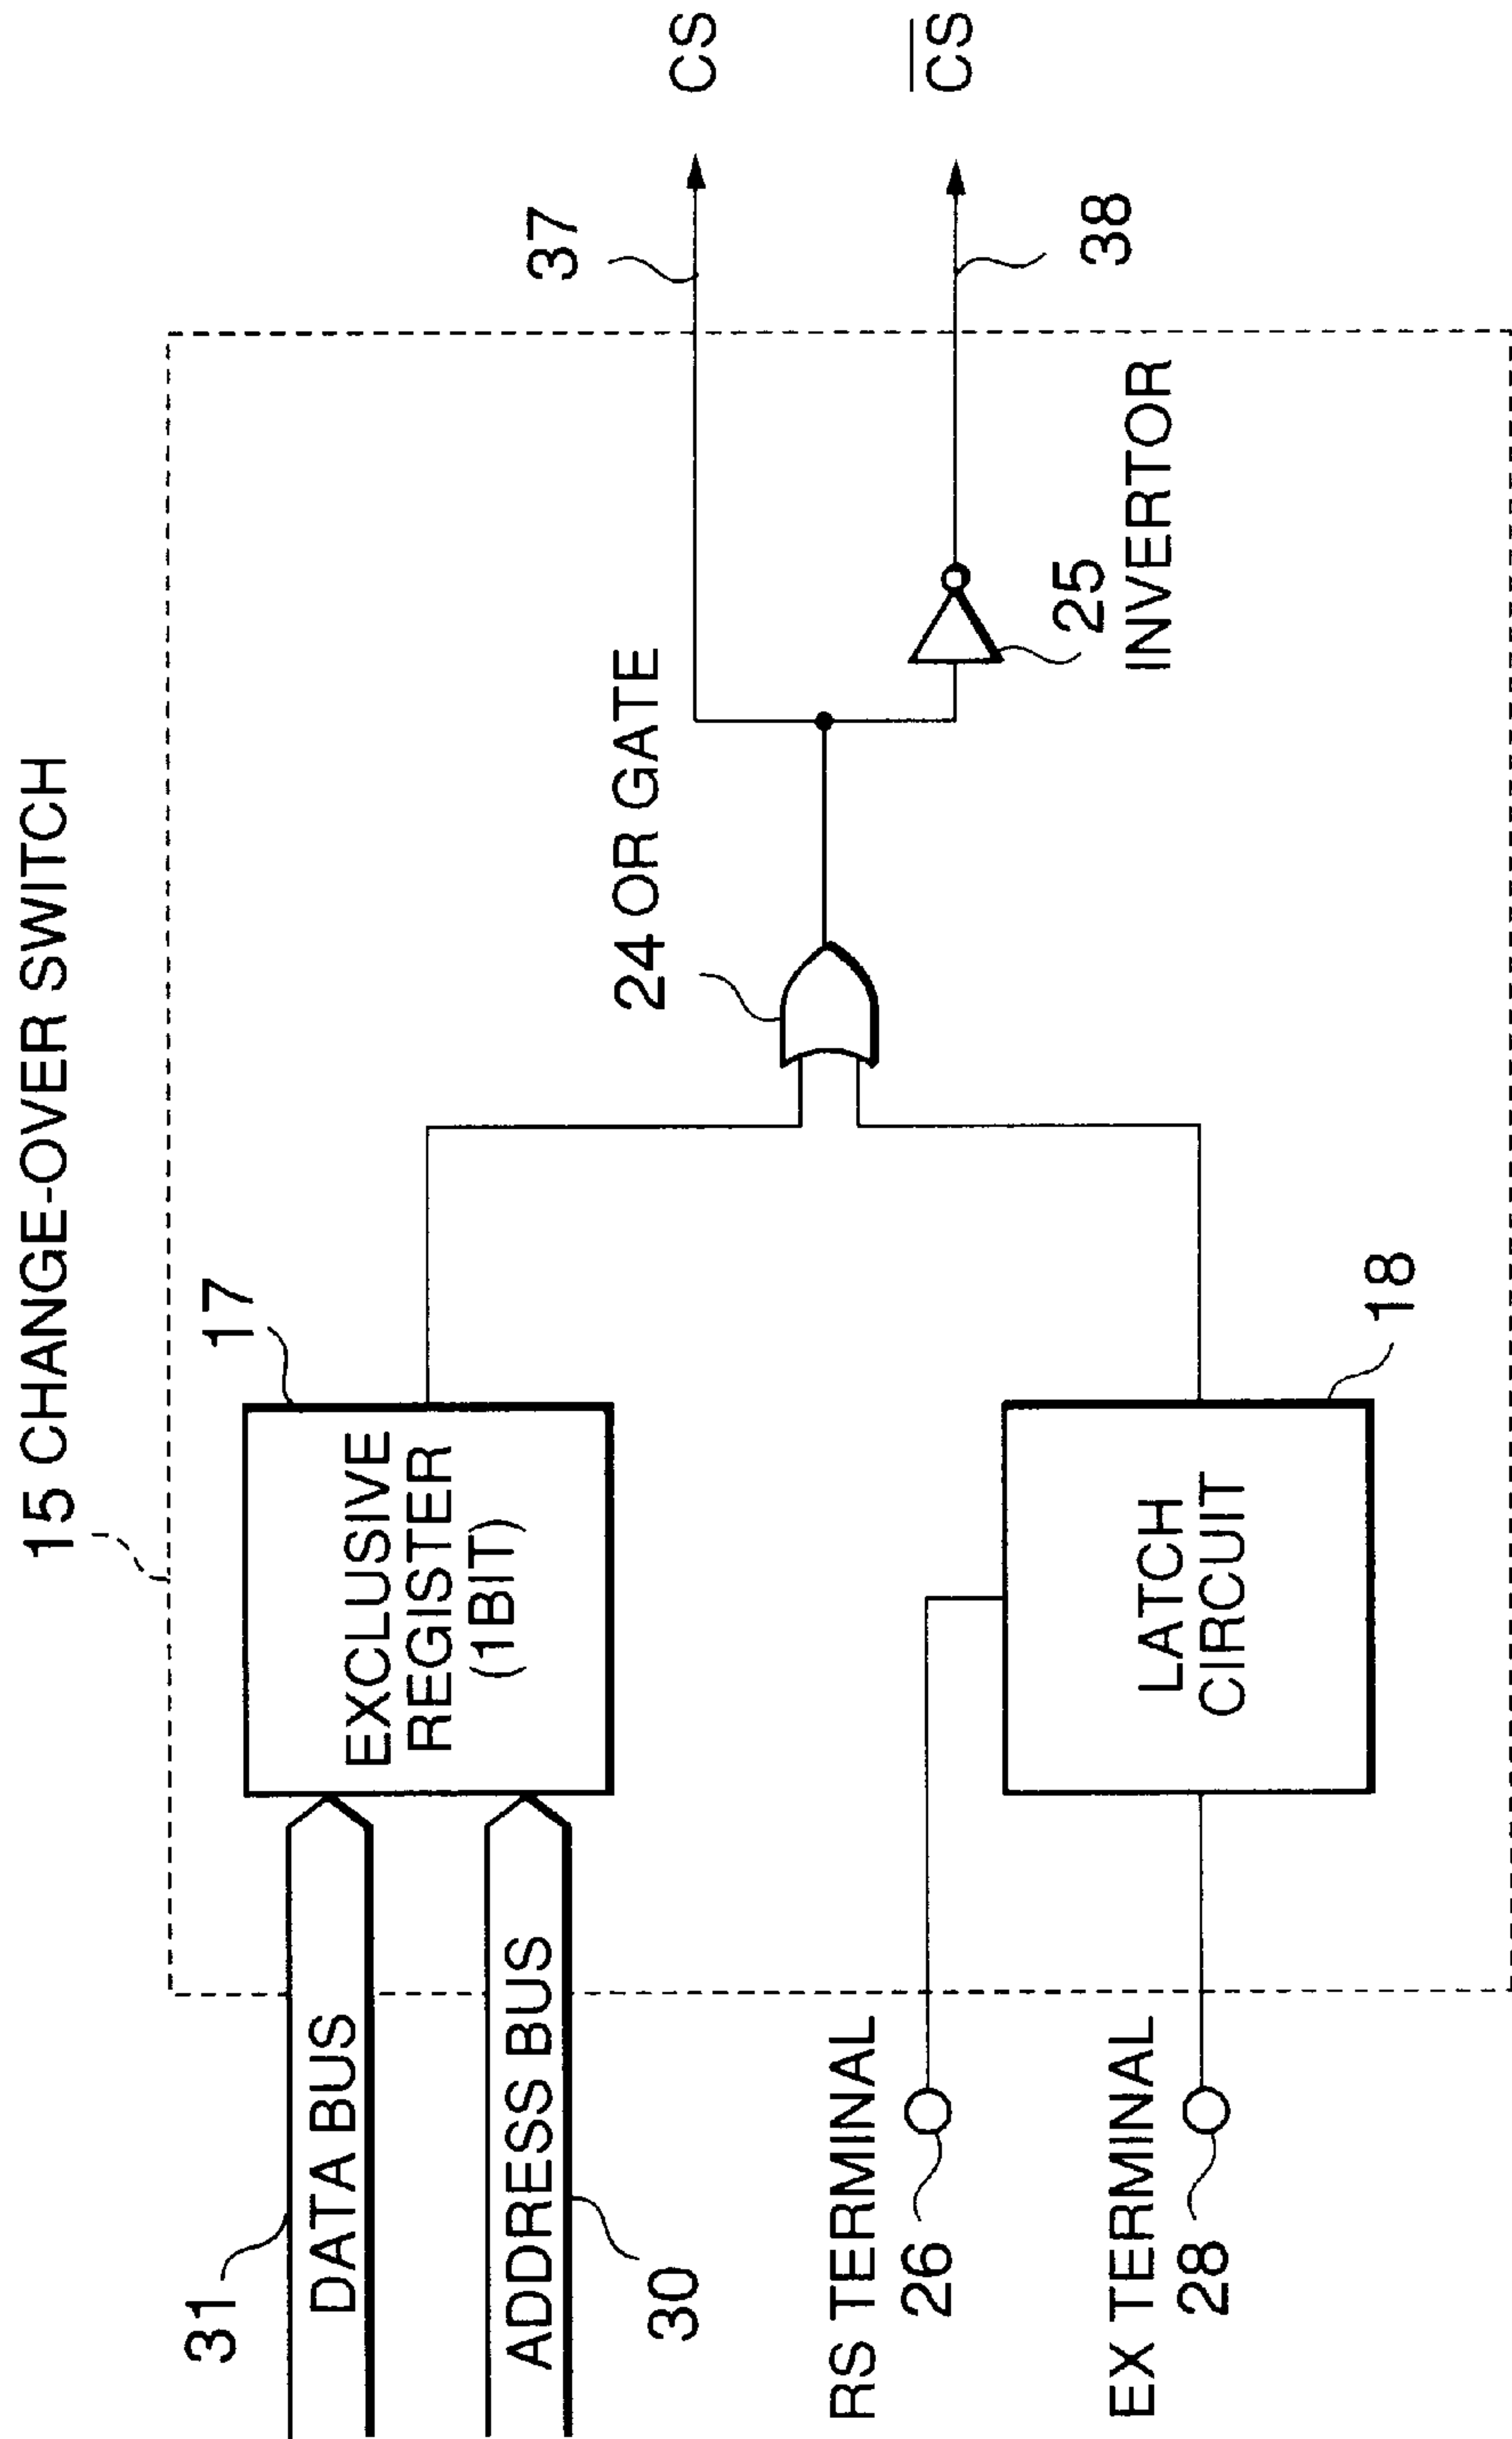 15 CHANGE-OVER SWITCH
31
DATA BUS
ADDRESS BUS
30
17
EXCLUSIVE
REGISTER
(1BIT)
24 OR GATE
37
CS
C̅S̅
38
25
INVERTOR
RS TERMINAL
26
EX TERMINAL
28
LATCH
CIRCUIT
18